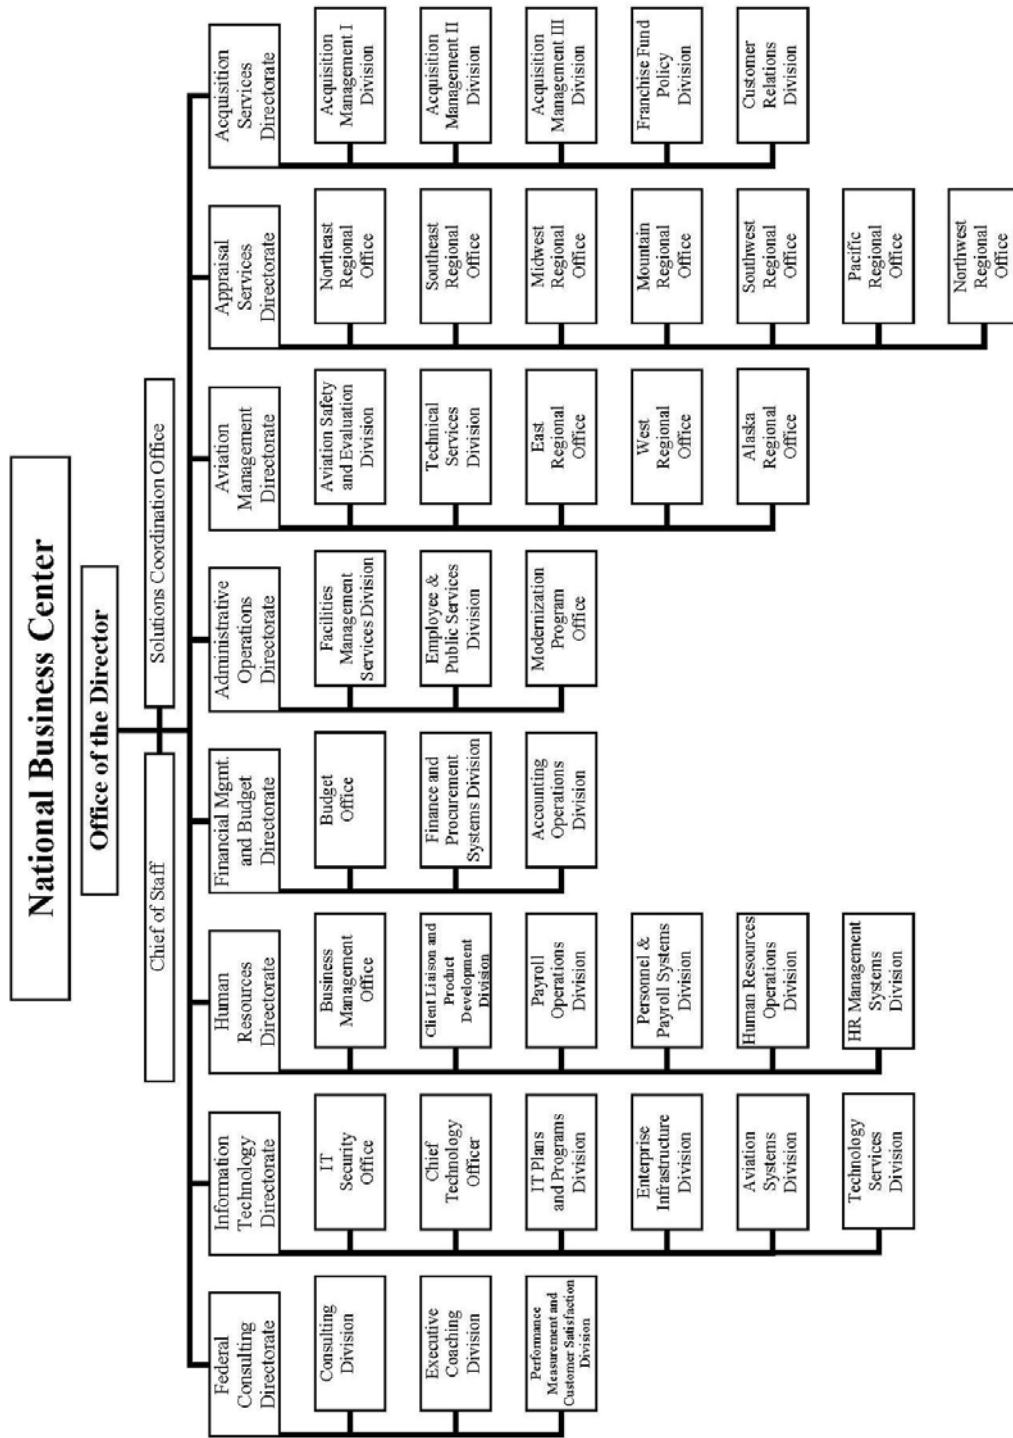 National Business Center
Office of the Director
Chief of Staff
Solutions Coordination Office
Federal
Consulting
Directorate
Consulting
Division
Executive
Coaching
Division
Performance
Measurement and
Customer Satisfaction
Division
Information
Technology
Directorate
IT
Security
Office
Chief
Technology
Officer
IT Plans
and Programs
Division
Enterprise
Infrastructure
Division
Aviation
Systems
Division
Technology
Services
Division
Human
Resources
Directorate
Business
Management
Office
Client Liaison and
Product
Development
Division
Payroll
Operations
Division
Personnel &
Payroll Systems
Division
Human Resources
Operations
Division
HR Management
Systems
Division
Financial Mgmt.
and Budget
Directorate
Budget
Office
Finance and
Procurement
Systems Division
Accounting
Operations
Division
Administrative
Operations
Directorate
Facilities
Management
Services Division
Employee &
Public Services
Division
Modernization
Program
Office
Aviation
Management
Directorate
Aviation Safety
and Evaluation
Division
Technical
Services
Division
East
Regional
Office
West
Regional
Office
Alaska
Regional
Office
Appraisal
Services
Directorate
Northeast
Regional
Office
Southeast
Regional
Office
Midwest
Regional
Office
Mountain
Regional
Office
Southwest
Regional
Office
Pacific
Regional
Office
Northwest
Regional
Office
Acquisition
Services
Directorate
Acquisition
Management I
Division
Acquisition
Management II
Division
Acquisition
Management III
Division
Franchise Fund
Policy
Division
Customer
Relations
Division